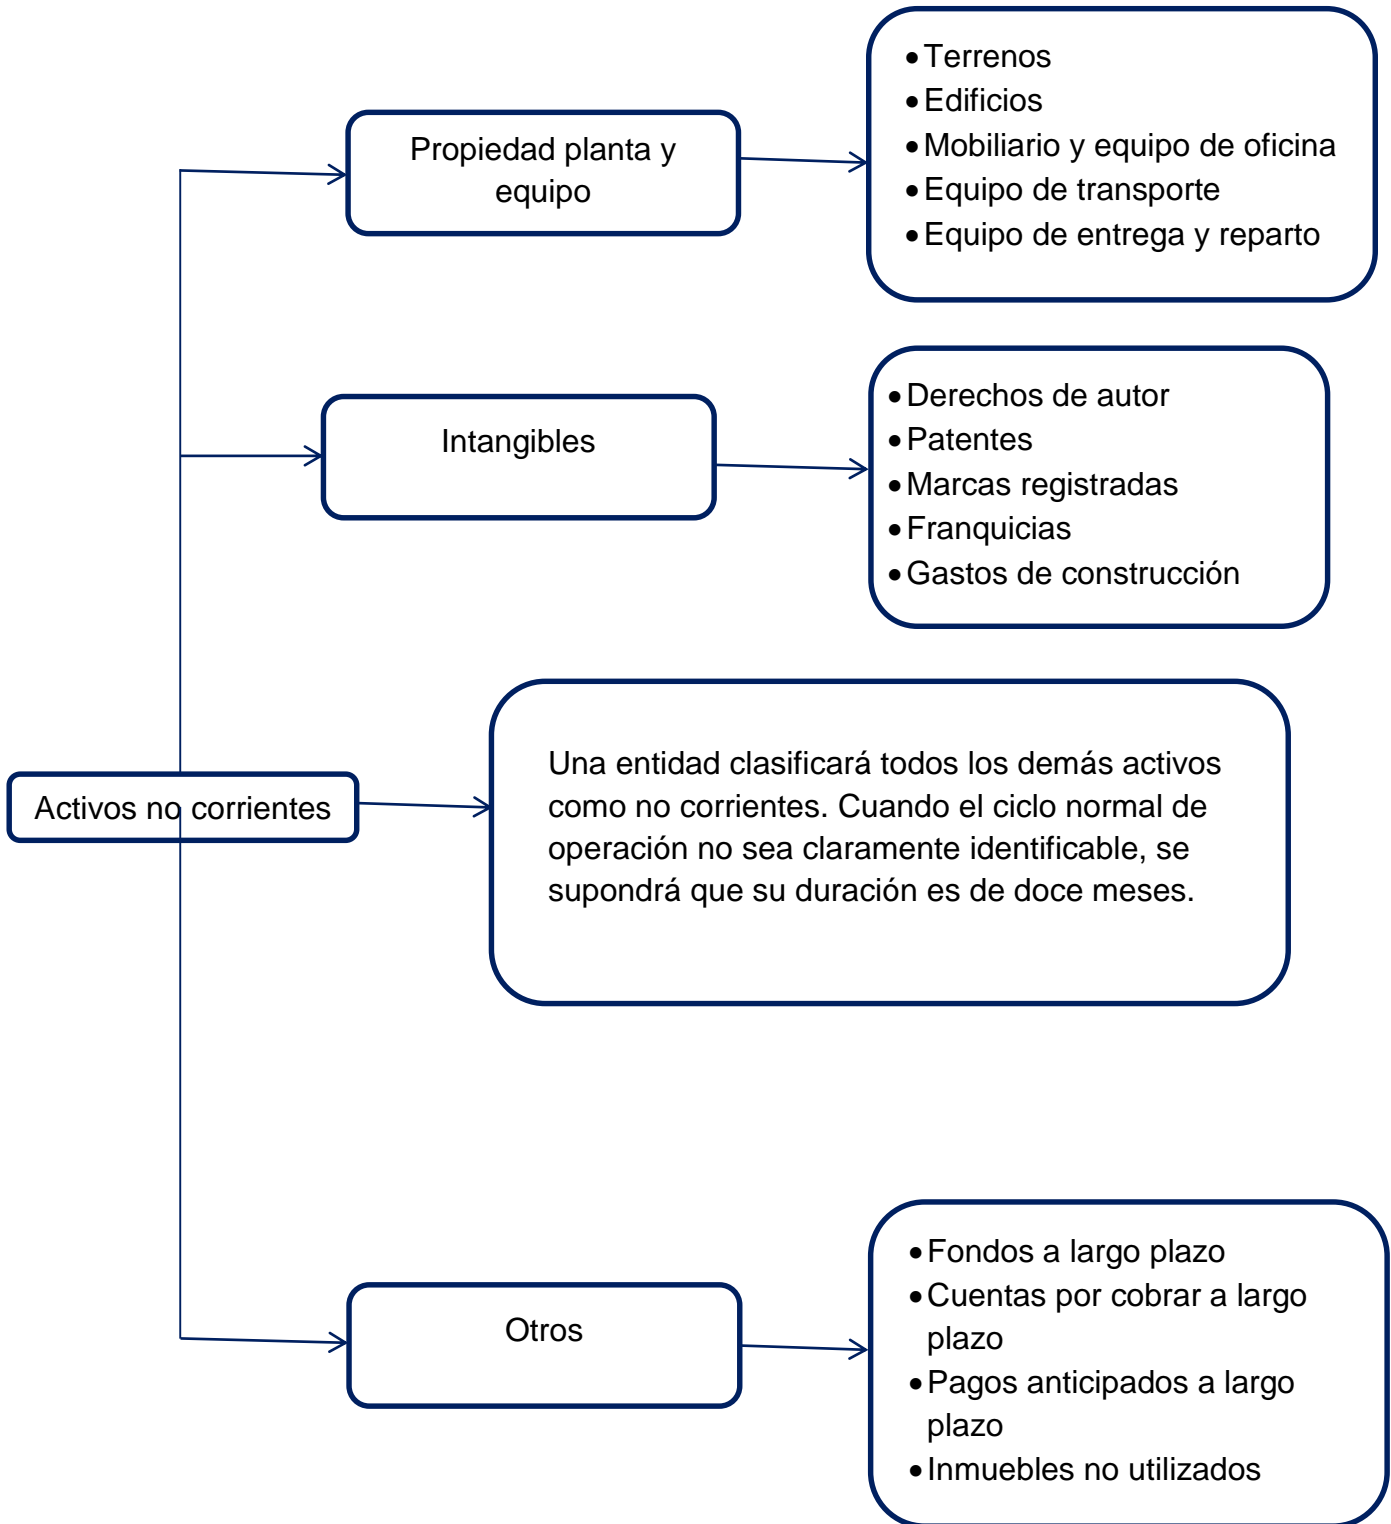 Propiedad planta y
equipo
• Terrenos
• Edificios
• Mobiliario y equipo de oficina
• Equipo de transporte
• Equipo de entrega y reparto
Intangibles
• Derechos de autor
• Patentes
• Marcas registradas
• Franquicias
• Gastos de construcción
Activos no corrientes
Una entidad clasificará todos los demás activos
como no corrientes. Cuando el ciclo normal de
operación no sea claramente identificable, se
supondrá que su duración es de doce meses.
Otros
• Fondos a largo plazo
• Cuentas por cobrar a largo
plazo
• Pagos anticipados a largo
plazo
• Inmuebles no utilizados